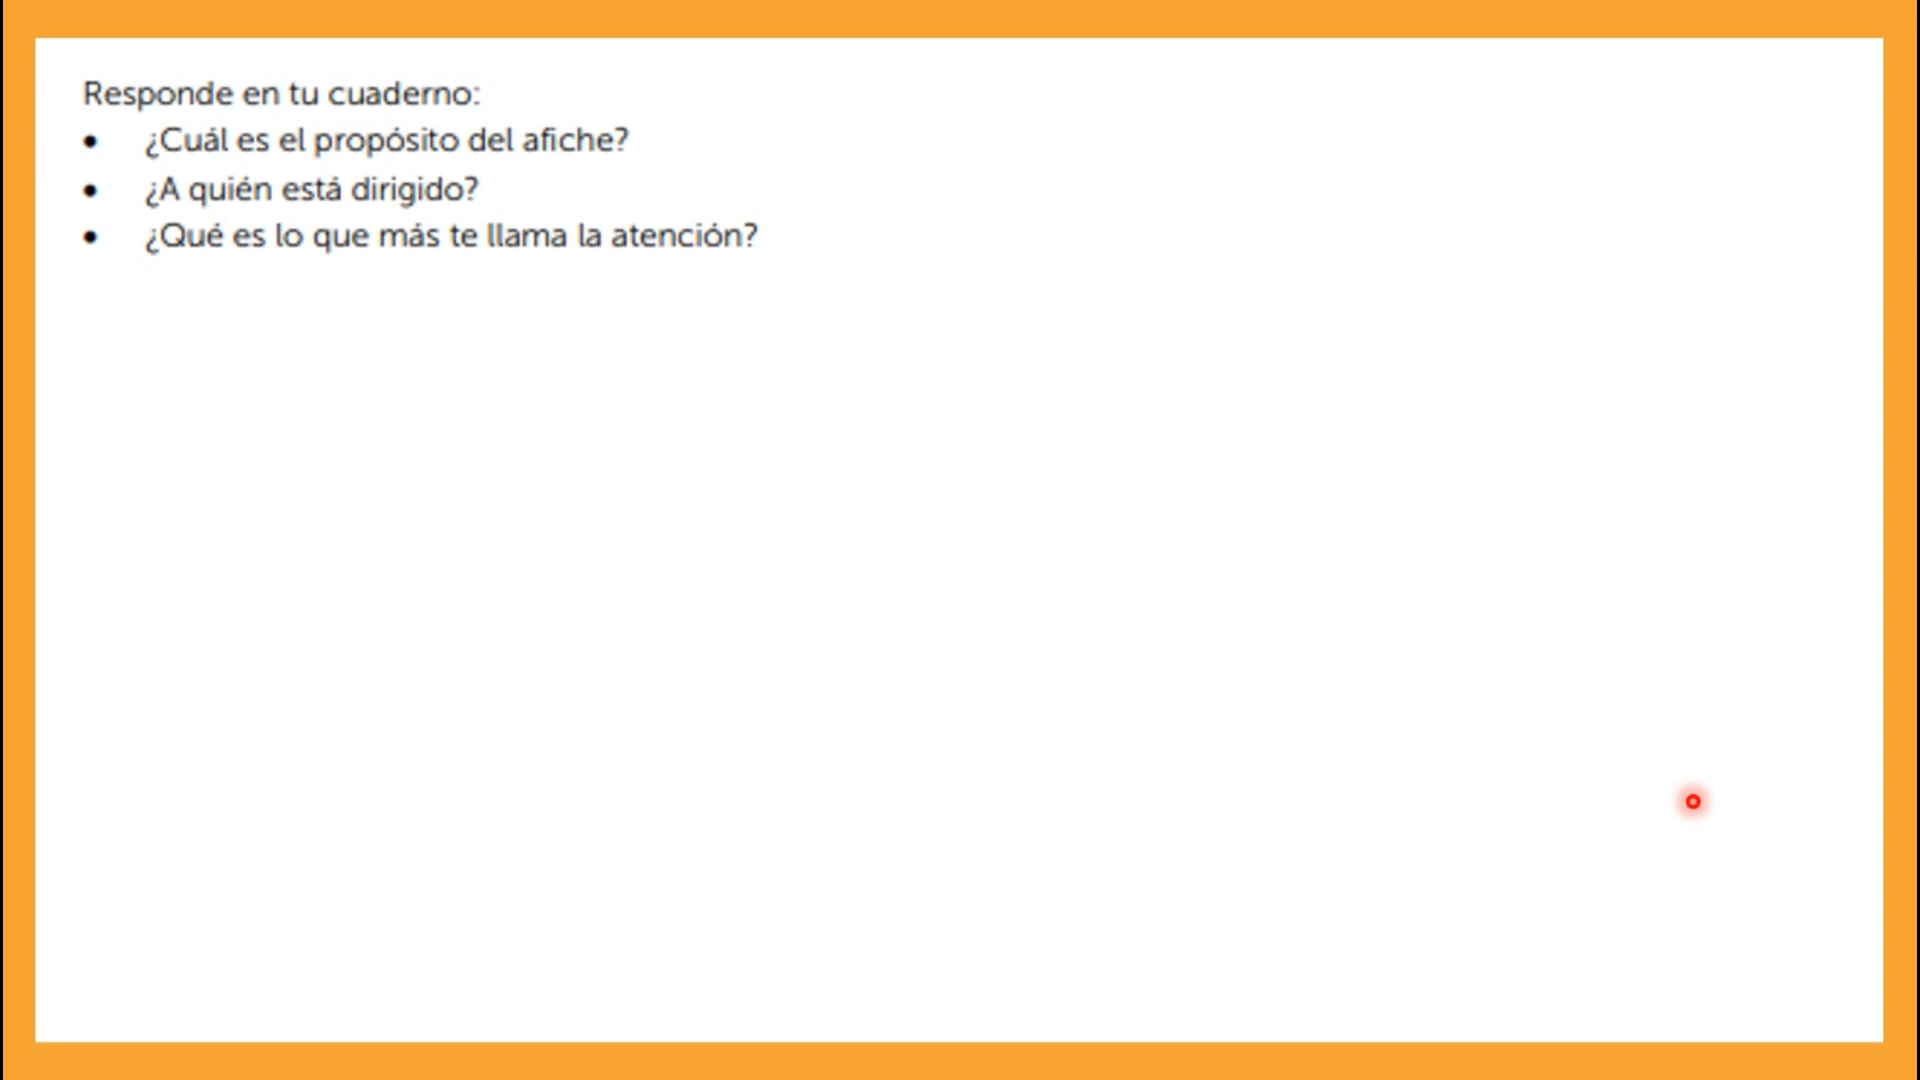 Responde en tu cuaderno:
• ¿Cuál es el propósito del afiche?
• ¿A quién está dirigido?
• ¿Qué es lo que más te llama la atención?